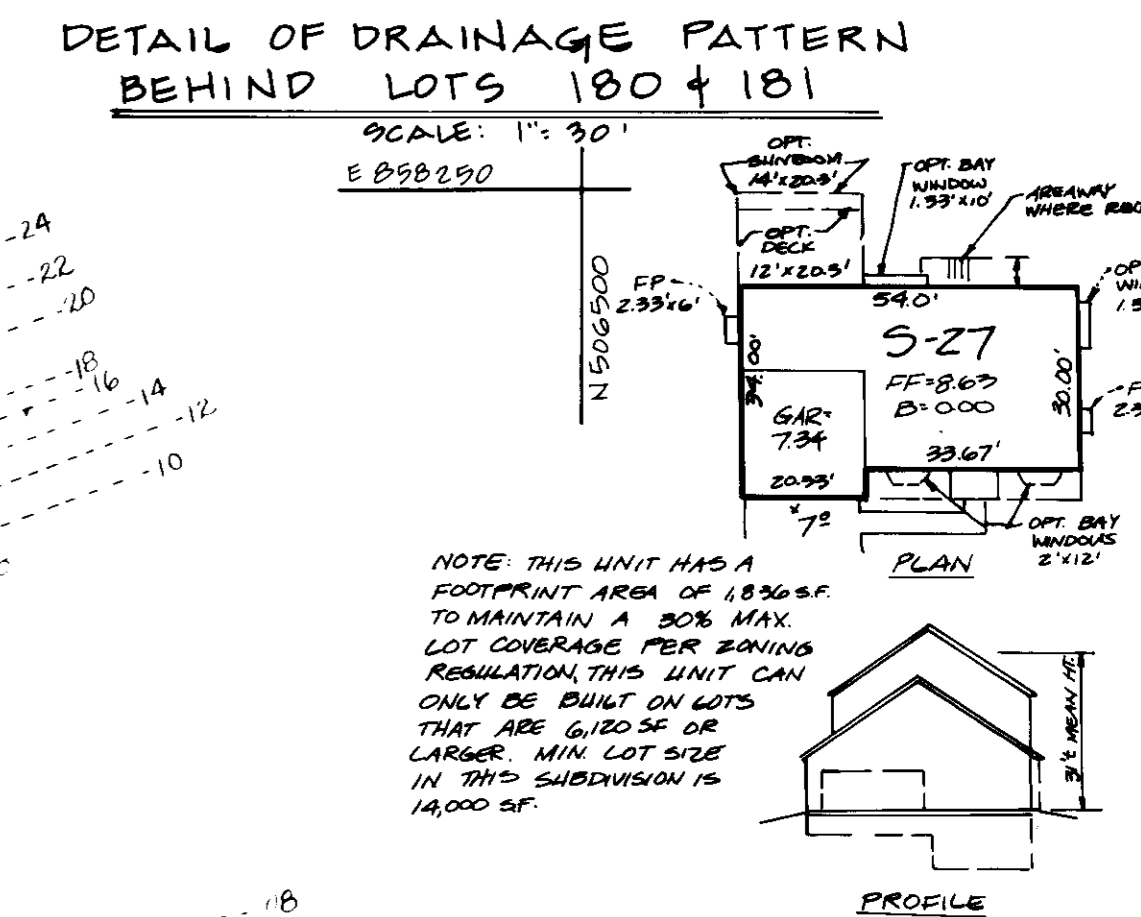 DETAIL OF DRAINAGE PATTERN
BEHIND LOTS 180 & 181
SCALE: 1"= 30'
E 858250
N 506500
-24
-22
-20
-18
-16
-14
-12
-10
18
OPT.
SUNROOM
14'x20.3'
OPT. BAY
WINDOW
1.33'x10'
AREAWAY
WHERE
OPT.
DECK
12'x20.3'
FP
2.33'x6'
54.0'
S-27
FF=8.63
B=0.00
34.00'
30.00'
GAR=
7.34
33.67'
20.33'
x 7º
OPT. BAY
WINDOWS
2'x12'
PLAN
NOTE: THIS UNIT HAS A
FOOTPRINT AREA OF 1,836 S.F.
TO MAINTAIN A 30% MAX.
LOT COVERAGE PER ZONING
REGULATION, THIS UNIT CAN
ONLY BE BUILT ON LOTS
THAT ARE 6,120 SF OR
LARGER. MIN. LOT SIZE
IN THIS SUBDIVISION IS
14,000 SF.
31'± MEAN HT.
PROFILE